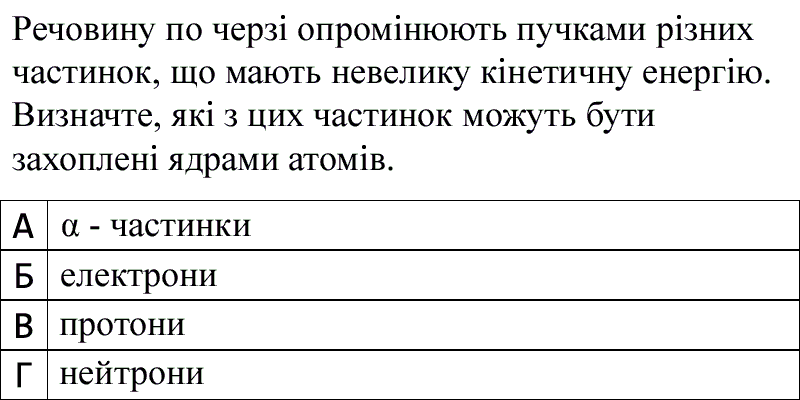 Речовину по черзі опромінюють пучками різних
частинок, що мають невелику кінетичну енергію.
Визначте, які з цих частинок можуть бути
захоплені ядрами атомів.
А α - частинки
Б електрони
В протони
Г нейтрони